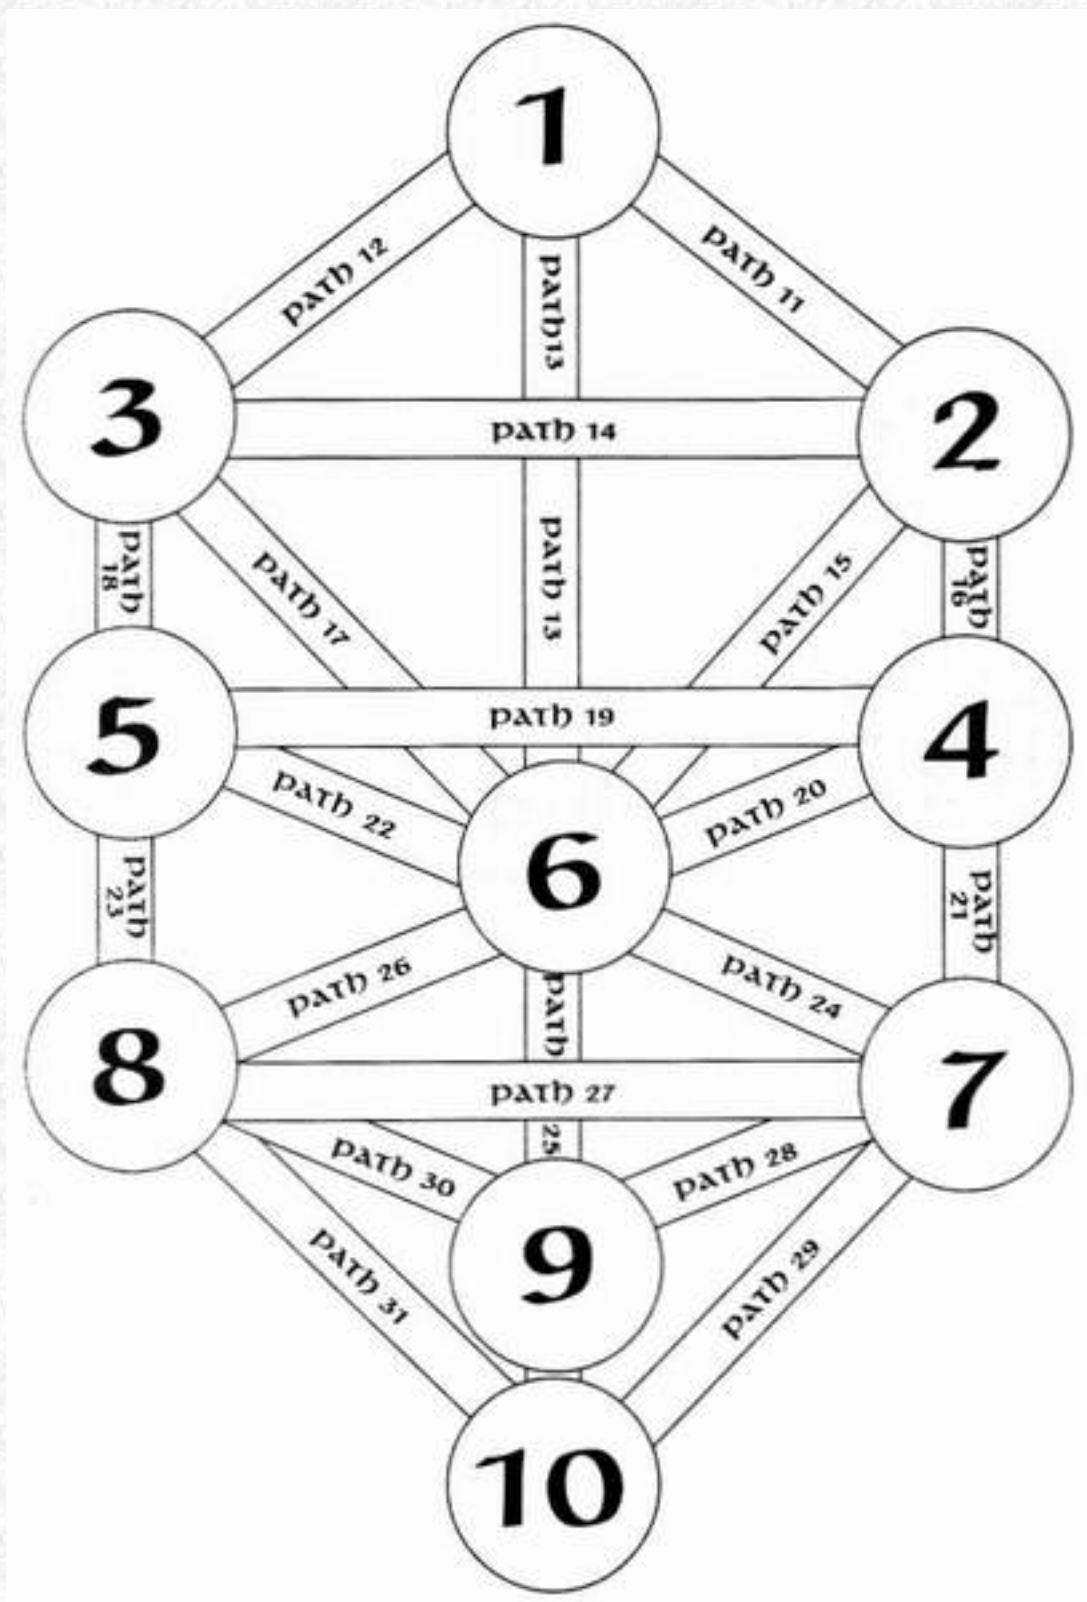 1
path 12
path 11
path13
3
path 14
2
path 18
path 17
path 13
path 15
path 16
5
path 19
4
path 22
path 20
6
path 23
path 21
path 26
path 24
8
path 25
path 27
7
path 30
path 28
9
path 31
path 29
10